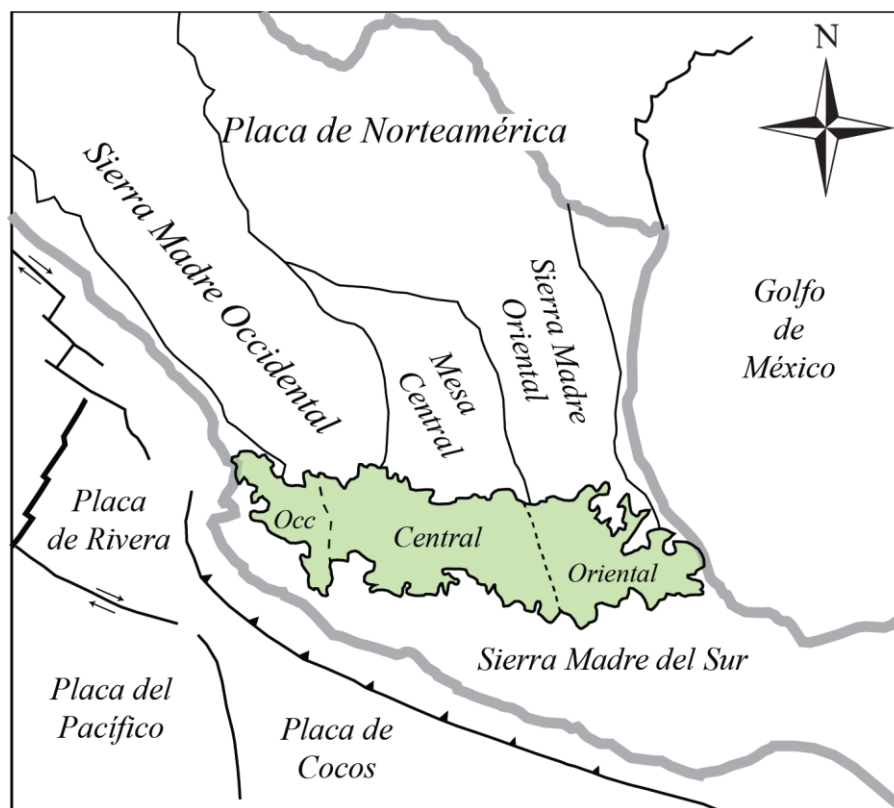 N
Placa de Norteamérica
Sierra Madre Occidental
Mesa
Central
Sierra Madre
Oriental
Golfo
de
México
Placa
de Rivera
Occ
Central
Oriental
Sierra Madre del Sur
Placa del
Pacífico
Placa de
Cocos